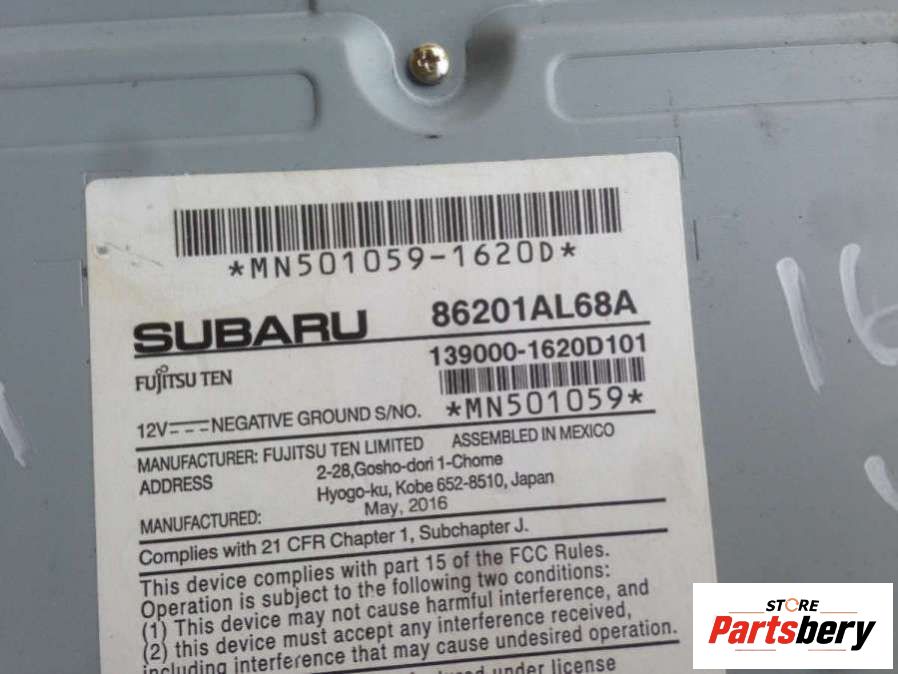 *MN501059-1620D*
SUBARU 86201AL68A
FUJITSU TEN 139000-1620D101
12V NEGATIVE GROUND S/NO. *MN501059*
MANUFACTURER: FUJITSU TEN LIMITED ASSEMBLED IN MEXICO
ADDRESS 2-28,Gosho-dori 1-Chome
Hyogo-ku, Kobe 652-8510, Japan
MANUFACTURED: May, 2016
Complies with 21 CFR Chapter 1, Subchapter J.
This device complies with part 15 of the FCC Rules.
Operation is subject to the following two conditions:
(1) This device may not cause harmful interference, and
(2) this device must accept any interference received,
including interference that may cause undesired operation.
under license
16
STORE
Partsbery